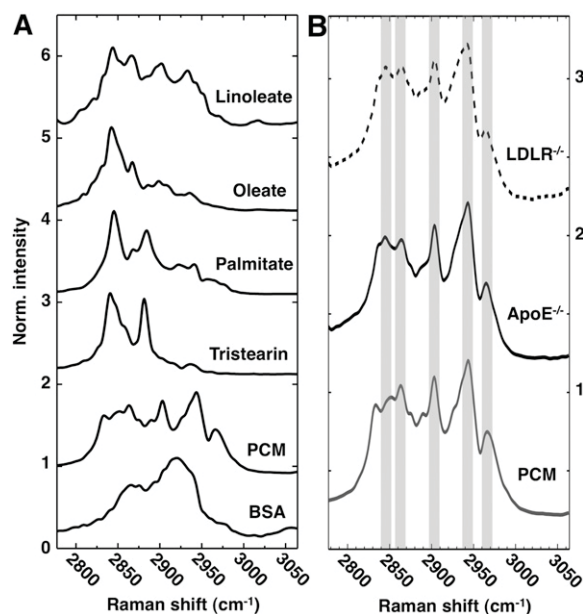 A
B
6
5
4
3
2
1
0
Norm. intensity
Linoleate
Oleate
Palmitate
Tristearin
PCM
BSA
2800
2850
2900
2950
3000
3050
Raman shift (cm-1)
3
2
1
LDLR-/-
ApoE-/-
PCM
2800
2850
2900
2950
3000
3050
Raman shift (cm-1)